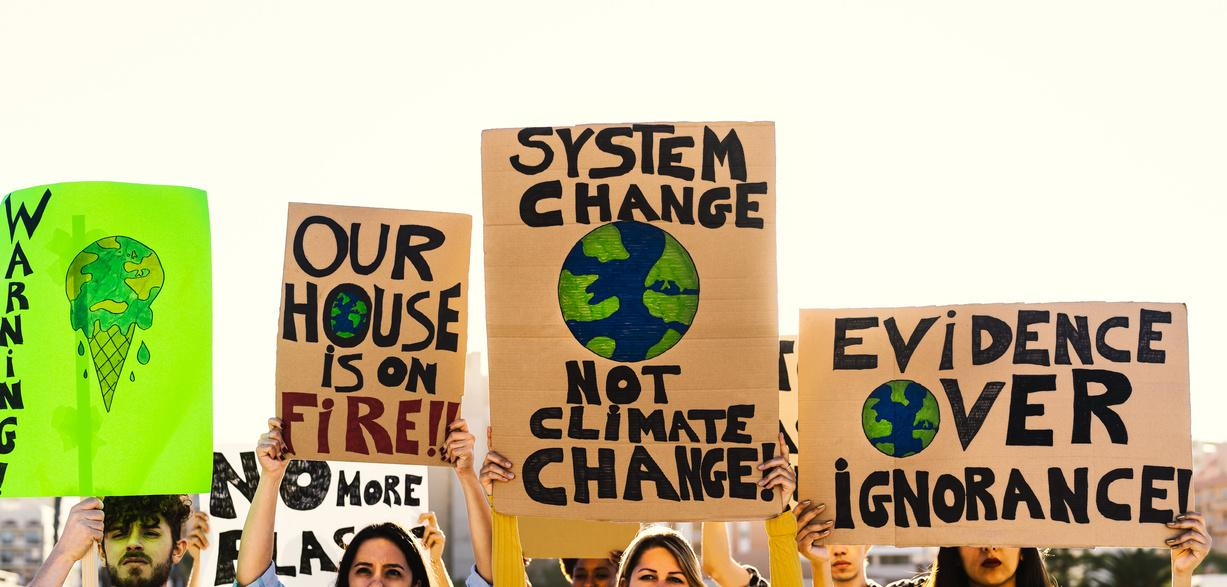 WARNiNG!
OUR
HOUSE
iS ON
FiRE!!
NO MORE
SYSTEM
CHANGE
NOT
CLiMATE
CHANGE!
EViDENCE
OVER
iGNORANCE!